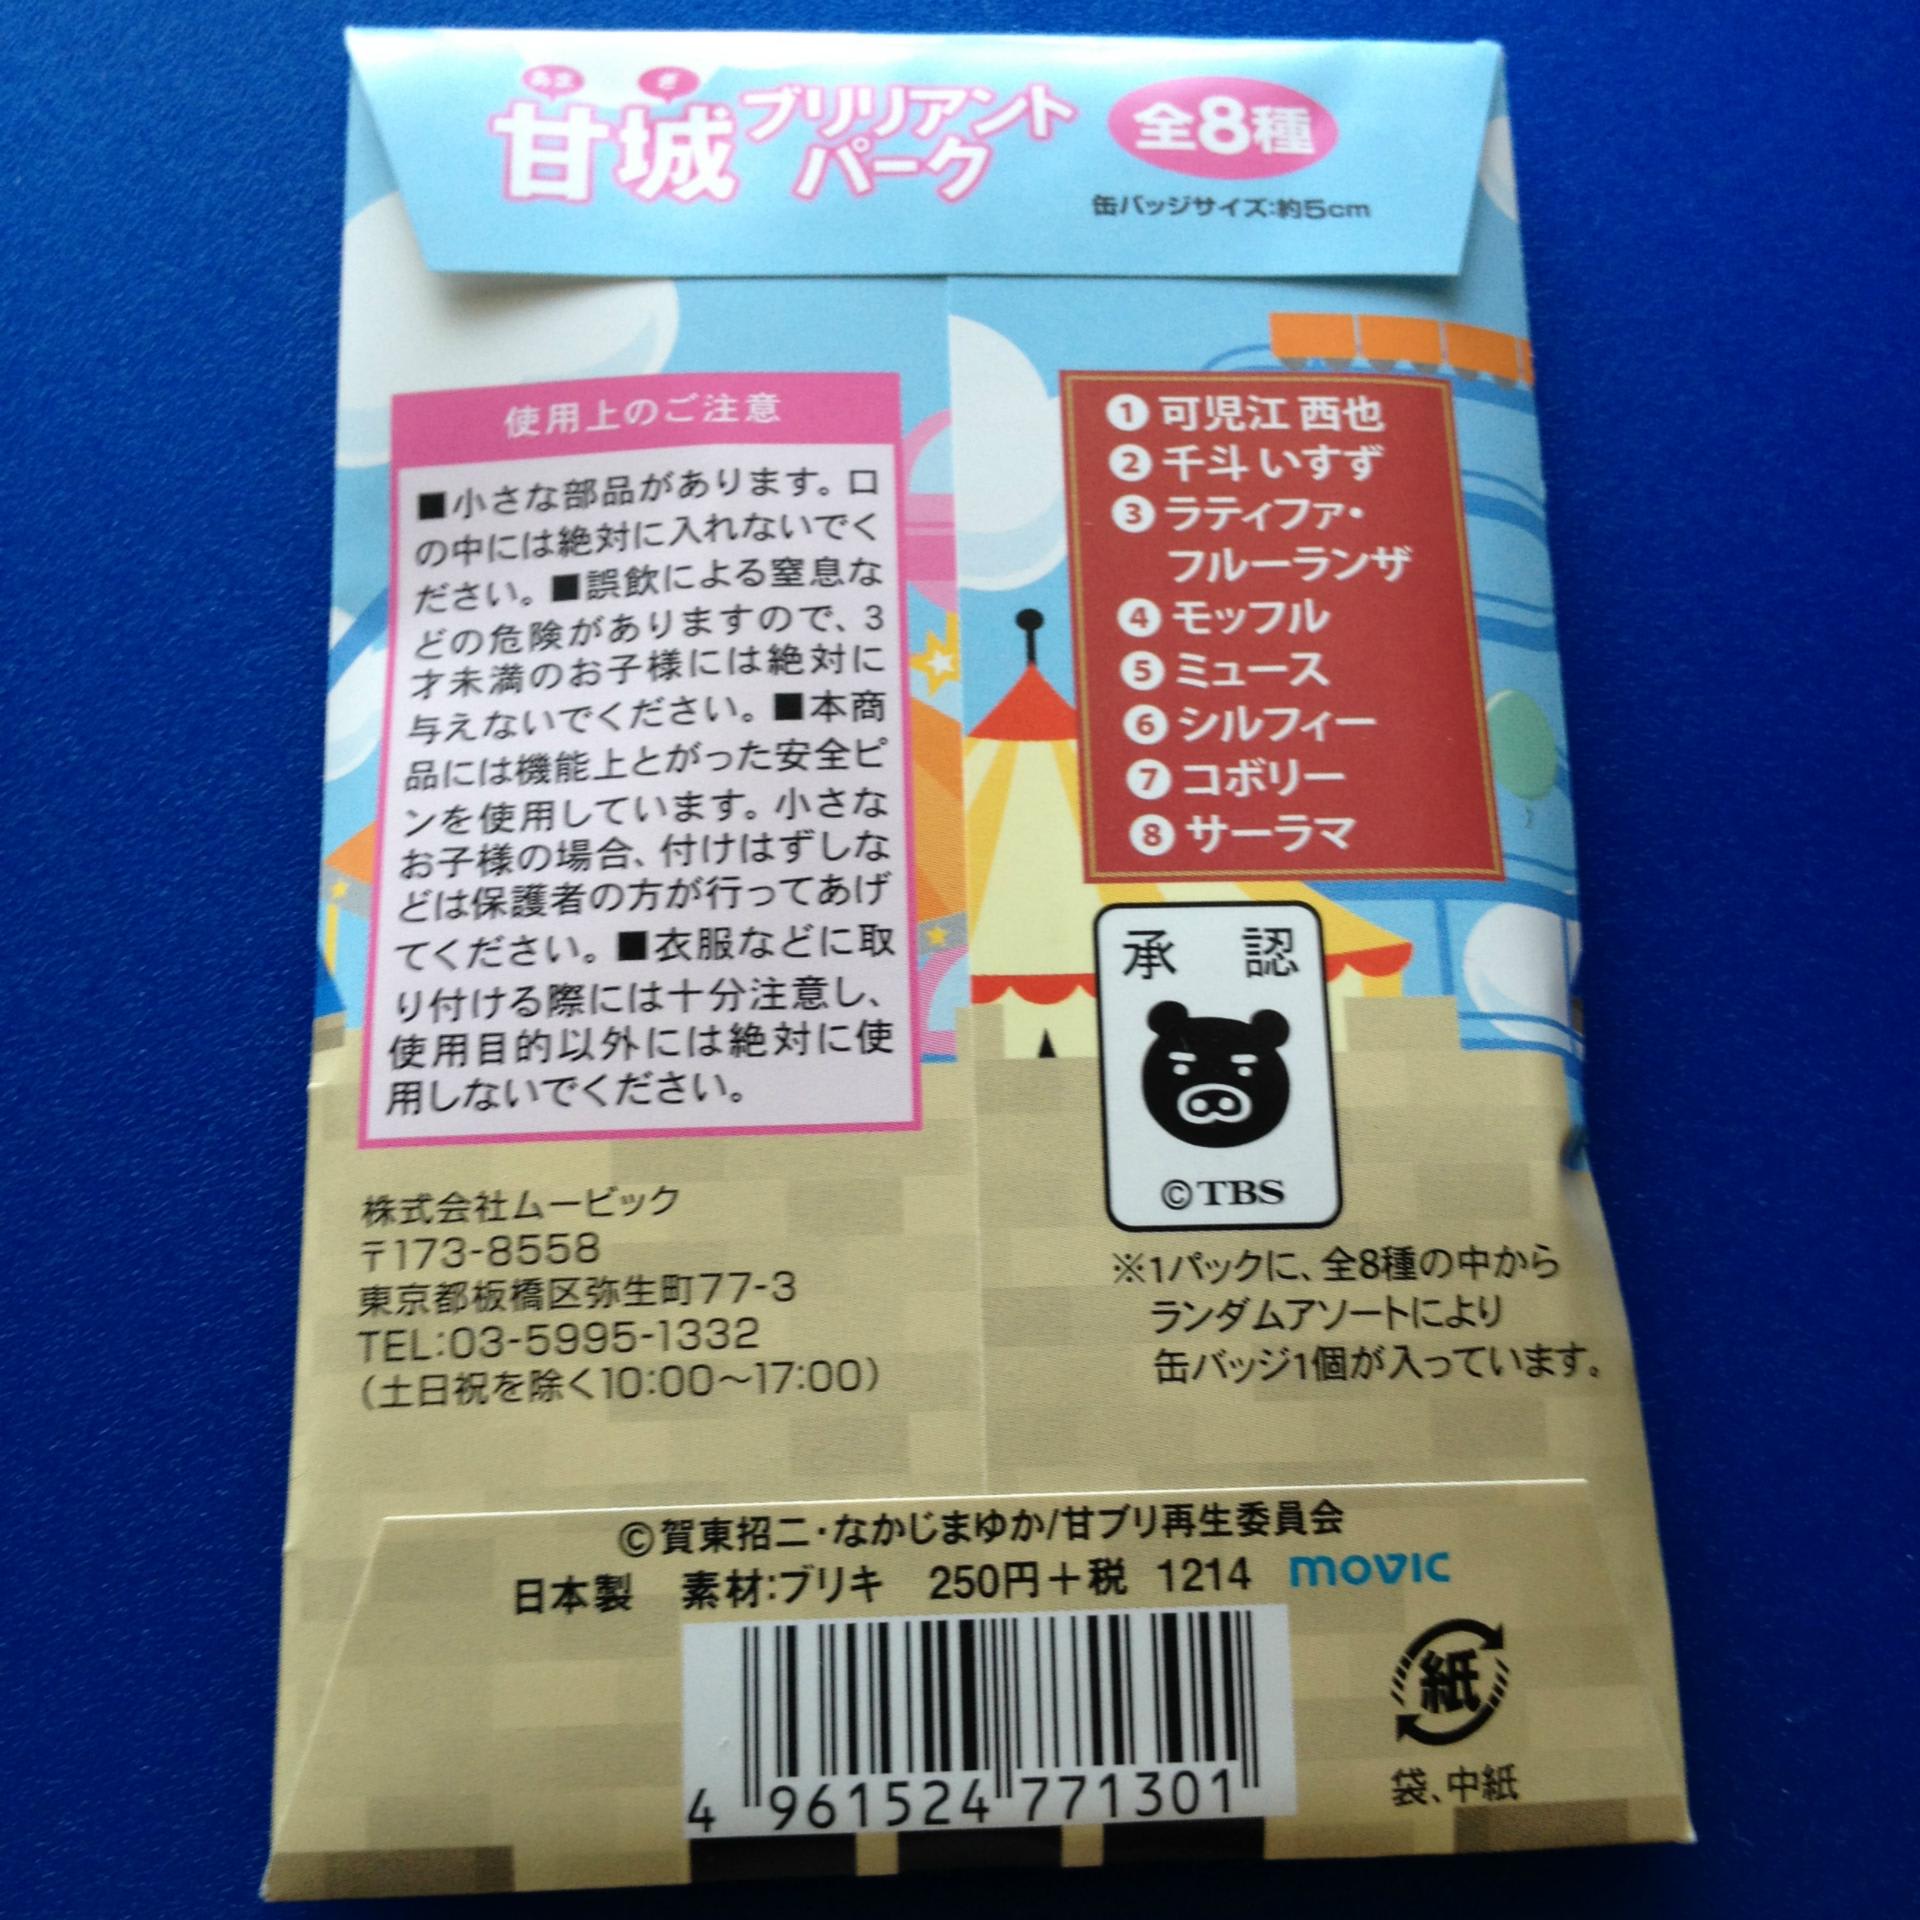 あま ぎ
甘城ブリリアント
パーク
全8種
缶バッジサイズ:約5cm
使用上のご注意
■小さな部品があります。口
の中には絶対に入れないでく
ださい。■誤飲による窒息な
どの危険がありますので、3
才未満のお子様には絶対に
与えないでください。■本商
品には機能上とがった安全ピ
ンを使用しています。小さな
お子様の場合、付けはずしな
どは保護者の方が行ってあげ
てください。■衣服などに取
り付ける際には十分注意し、
使用目的以外には絶対に使
用しないでください。
株式会社ムービック
〒173-8558
東京都板橋区弥生町77-3
TEL:03-5995-1332
(土日祝を除く10:00〜17:00)
❶可児江 西也
❷千斗 いすず
❸ラティファ・
フルーランザ
❹モッフル
❺ミュース
❻シルフィー
❼コボリー
❽サーラマ
承 認
©TBS
※1パックに、全8種の中から
ランダムアソートにより
缶バッジ1個が入っています。
©賀東招二・なかじまゆか/甘ブリ再生委員会
日本製 素材:ブリキ 250円+税 1214 movic
4 961524 771301
紙
袋、中紙